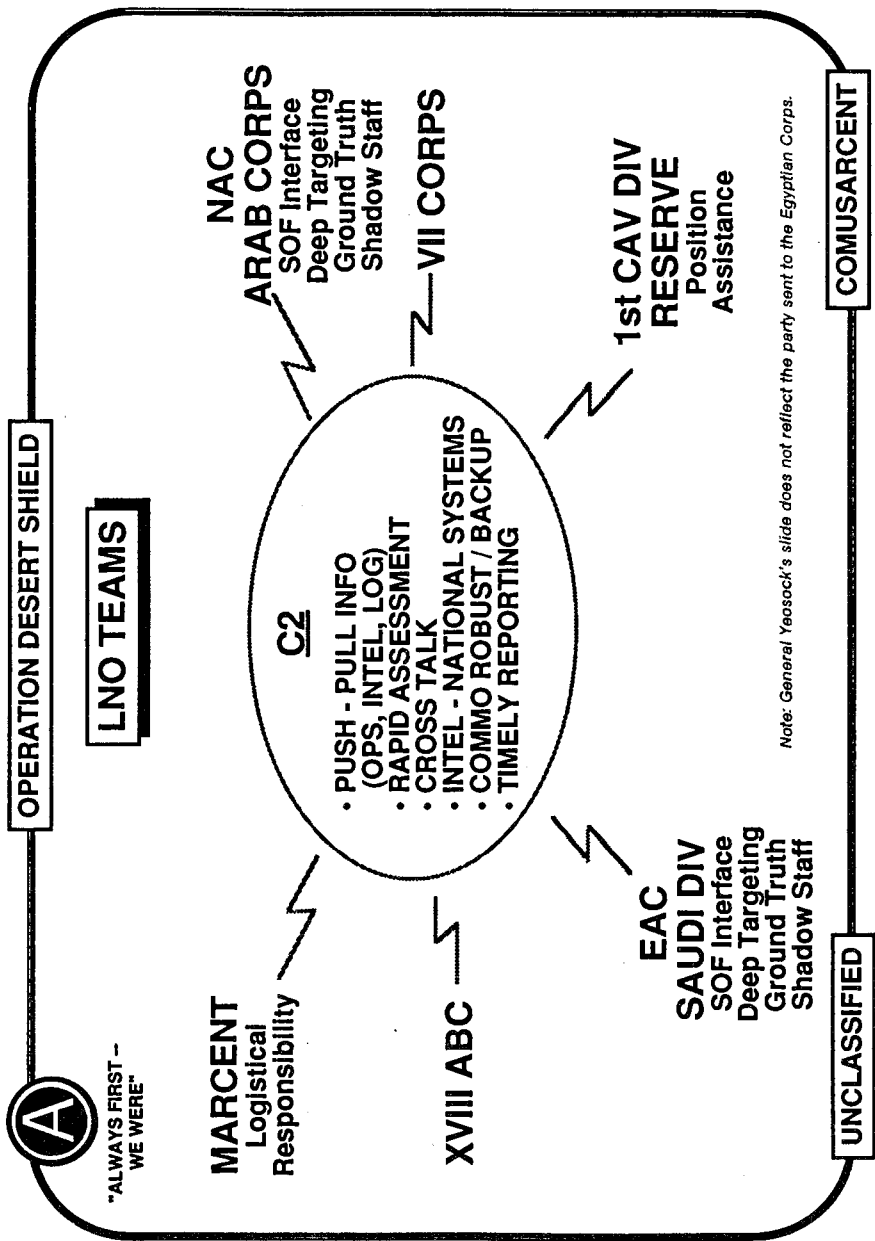 OPERATION DESERT SHIELD
A
"ALWAYS FIRST –
WE WERE"
LNO TEAMS
MARCENT
Logistical
Responsibility
NAC
ARAB CORPS
SOF Interface
Deep Targeting
Ground Truth
Shadow Staff
C2
• PUSH - PULL INFO
(OPS, INTEL, LOG)
• RAPID ASSESSMENT
• CROSS TALK
• INTEL - NATIONAL SYSTEMS
• COMMO ROBUST / BACKUP
• TIMELY REPORTING
XVIII ABC
VII CORPS
EAC
SAUDI DIV
SOF Interface
Deep Targeting
Ground Truth
Shadow Staff
1st CAV DIV
RESERVE
Position
Assistance
Note: General Yeosock's slide does not reflect the party sent to the Egyptian Corps.
UNCLASSIFIED
COMUSARCENT